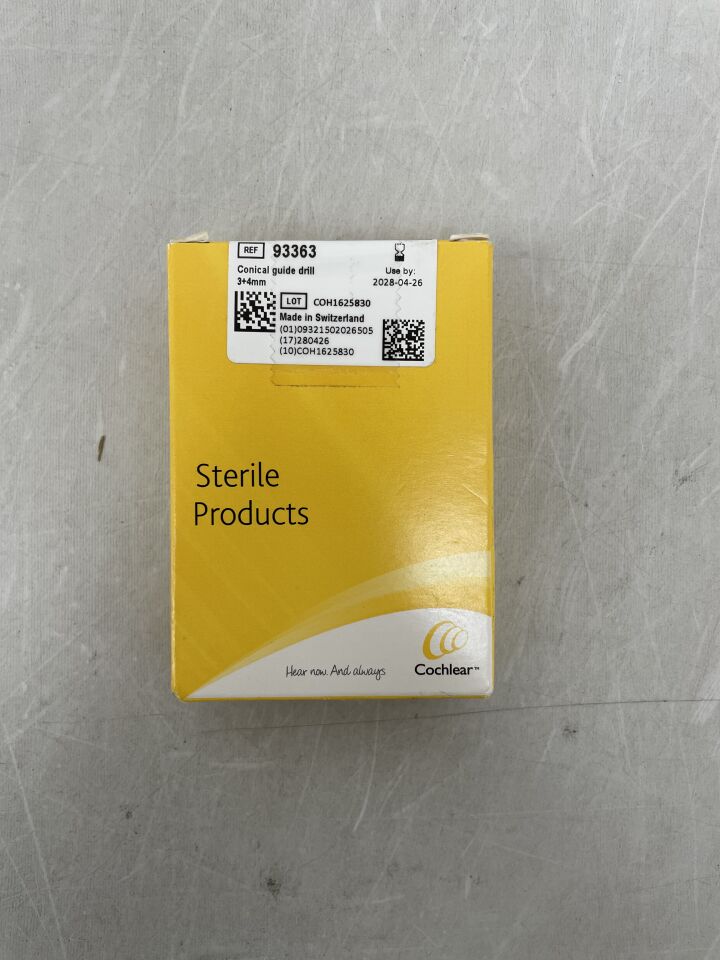 REF 93363
Conical guide drill
3+4mm
Use by:
2028-04-26
LOT COH1625830
Made in Switzerland
(01)09321502026505
(17)280426
(10)COH1625830
Sterile
Products
Hear now. And always
Cochlear™